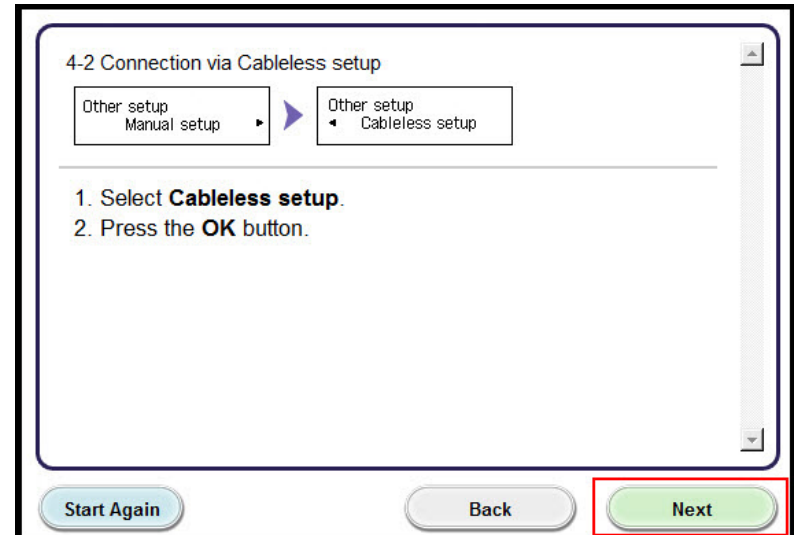 4-2 Connection via Cableless setup
Other setup
Manual setup
Other setup
Cableless setup
1. Select Cableless setup.
2. Press the OK button.
Start Again
Back
Next